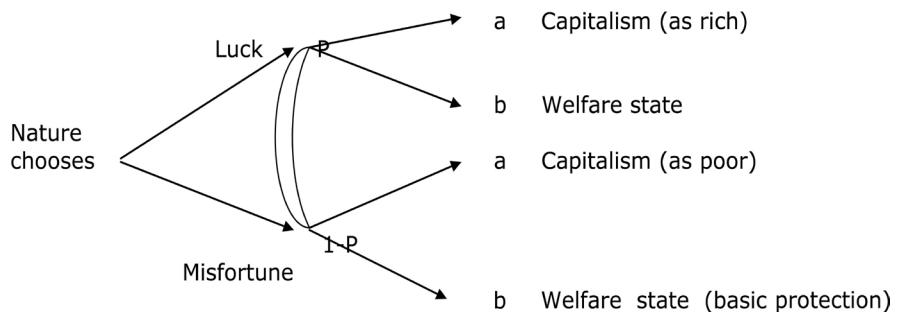 a Capitalism (as rich)
Luck P
b Welfare state
Nature
chooses
a Capitalism (as poor)
1-P
Misfortune
b Welfare state (basic protection)